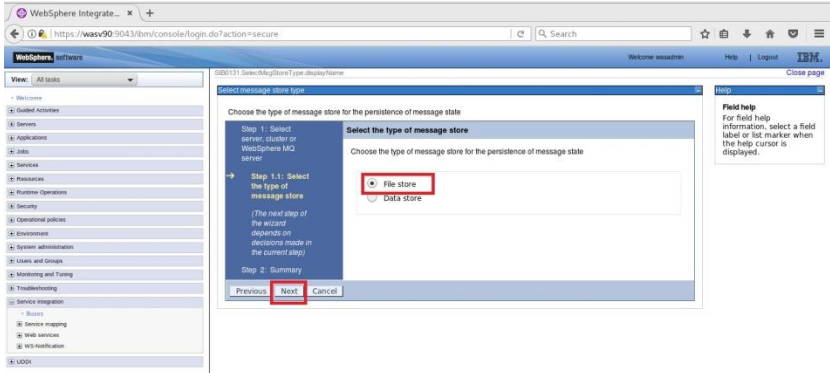 WebSphere Integrate...
https://wasv90:9043/ibm/console/login.do?action=secure
Search
WebSphere. software
Welcome wasadmin
Help | Logout
IBM.
View: All tasks
Welcome
Guided Activities
Servers
Applications
Jobs
Services
Resources
Runtime Operations
Security
Operational policies
Environment
System administration
Users and Groups
Monitoring and Tuning
Troubleshooting
Service integration
Buses
Service mapping
Web services
WS-Notification
UDDI
SIB0131.SelectMsgStoreType.displayName
Close page
Select message store type
Choose the type of message store for the persistence of message state
Step 1: Select
server, cluster or
WebSphere MQ
server
Step 1.1: Select
the type of
message store
(The next step of
the wizard
depends on
decisions made in
the current step)
Step 2: Summary
Select the type of message store
Choose the type of message store for the persistence of message state
File store
Data store
Previous Next Cancel
Help
Field help
For field help
information, select a field
label or list marker when
the help cursor is
displayed.